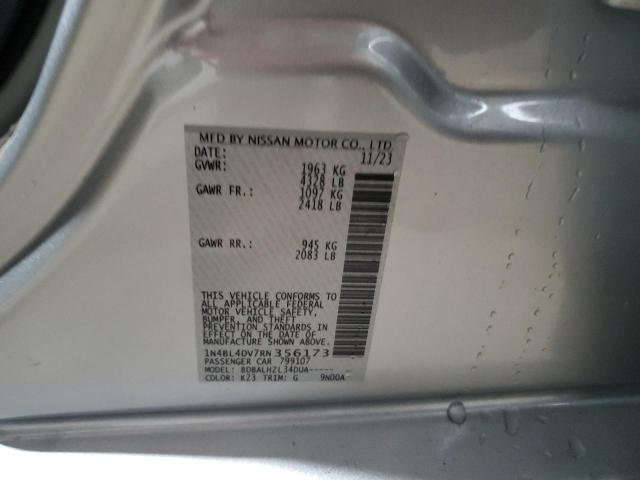 MFD BY NISSAN MOTOR CO., LTD.
DATE: 11/23
GVWR: 1963 KG
4328 LB
GAWR FR.: 1097 KG
2418 LB
GAWR RR.: 945 KG
2083 LB
THIS VEHICLE CONFORMS TO
ALL APPLICABLE FEDERAL
MOTOR VEHICLE SAFETY,
BUMPER, AND THEFT
PREVENTION STANDARDS IN
EFFECT ON THE DATE OF
MANUFACTURE SHOWN ABOVE.
1N4BL4DV7RN356173
PASSENGER CAR 799107
MODEL: BDBALHZL34DUA-----
COLOR: K23 TRIM: G 9N00A